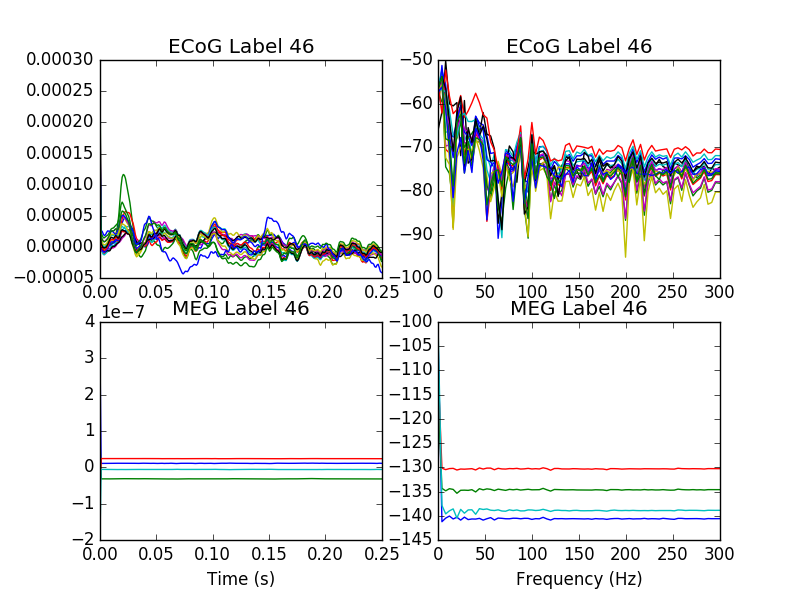 ECoG Label 46
0.00030
0.00025
0.00020
0.00015
0.00010
0.00005
0.00000
−0.00005
0.00 0.05 0.10 0.15 0.20 0.25
ECoG Label 46
−50
−60
−70
−80
−90
−100
0 50 100 150 200 250 300
MEG Label 46
1e−7
4
3
2
1
0
−1
−2
0.00 0.05 0.10 0.15 0.20 0.25
Time (s)
MEG Label 46
−100
−105
−110
−115
−120
−125
−130
−135
−140
−145
0 50 100 150 200 250 300
Frequency (Hz)